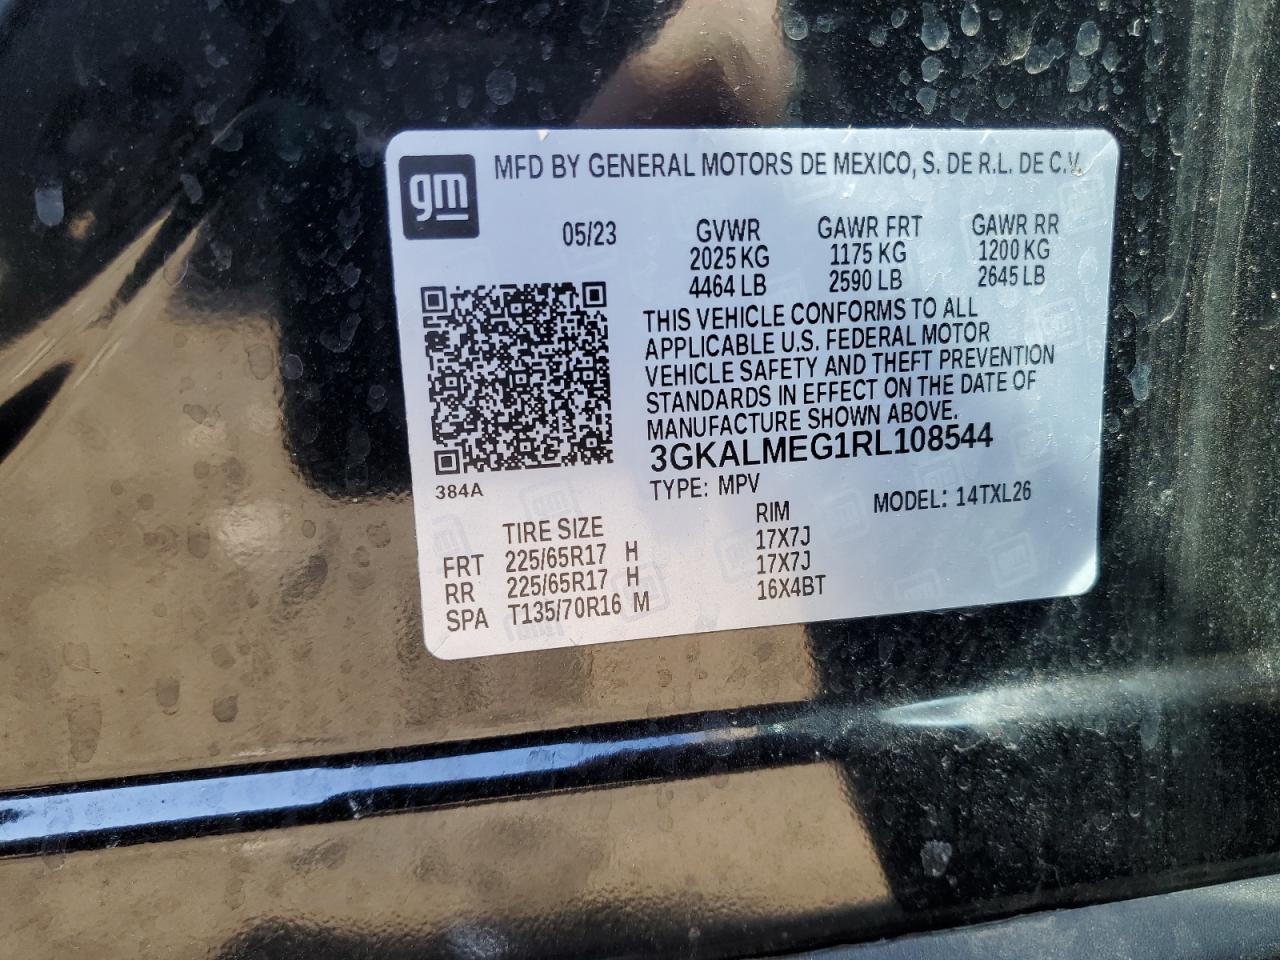 gm
MFD BY GENERAL MOTORS DE MEXICO, S. DE R.L. DE C.V.
05/23 GVWR GAWR FRT GAWR RR
2025 KG 1175 KG 1200 KG
4464 LB 2590 LB 2645 LB
THIS VEHICLE CONFORMS TO ALL
APPLICABLE U.S. FEDERAL MOTOR
VEHICLE SAFETY AND THEFT PREVENTION
STANDARDS IN EFFECT ON THE DATE OF
MANUFACTURE SHOWN ABOVE.
3GKALMEG1RL108544
384A
TYPE: MPV MODEL: 14TXL26
TIRE SIZE RIM
FRT 225/65R17 H 17X7J
RR 225/65R17 H 17X7J
SPA T135/70R16 M 16X4BT